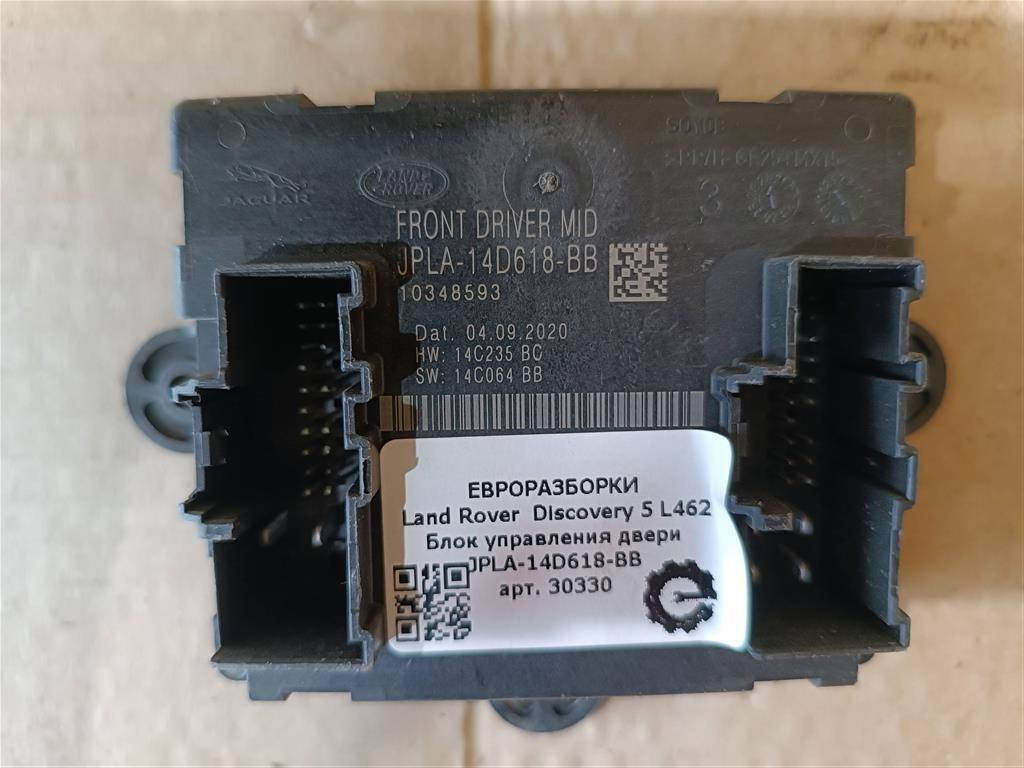 JAGUAR
LAND ROVER
3
FRONT DRIVER MID
JPLA-14D618-BB
10348593
Dat. 04.09.2020
HW: 14C235 BC
SW: 14C064 BB
ЕВРОРАЗБОРКИ
Land Rover DIscovery 5 L462
Блок управления двери
JPLA-14D618-BB
арт. 30330